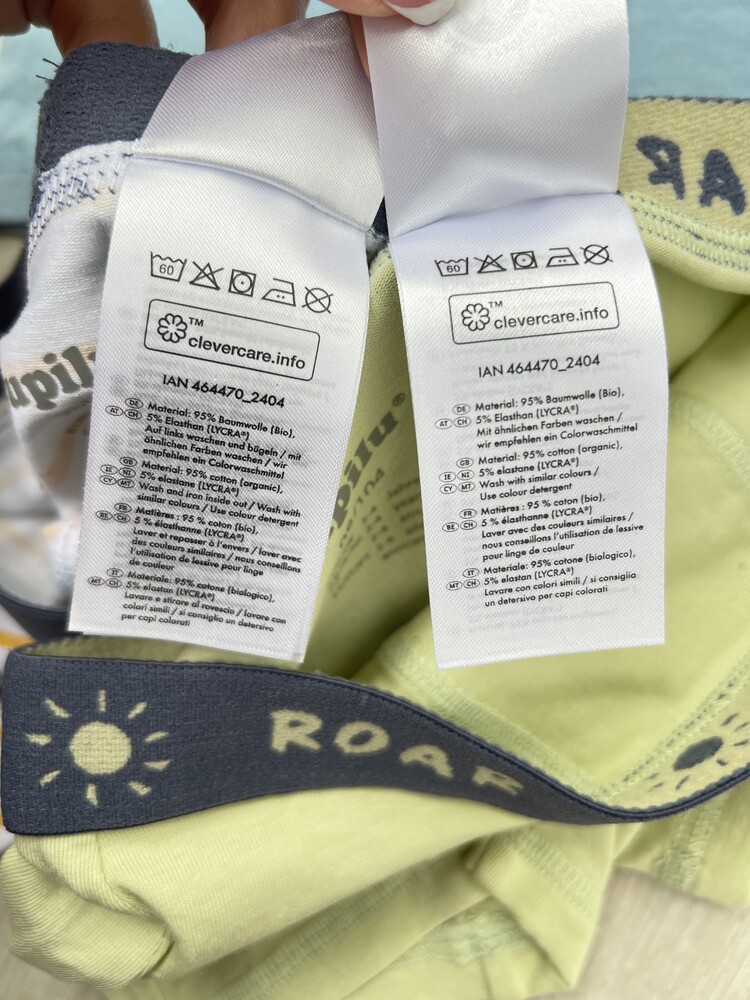 60
TM
clevercare.info
IAN 464470_2404
DE AT CH Material: 95% Baumwolle (Bio),
5% Elasthan (LYCRA®)
Auf links waschen und bügeln / mit
ähnlichen Farben waschen / wir
empfehlen ein Colorwaschmittel
GB IE NI CY MT Material: 95% cotton (organic),
5% elastane (LYCRA®)
Wash and iron inside out / Wash with
similar colours / Use colour detergent
FR BE CH Matières : 95 % coton (bio),
5 % élasthanne (LYCRA®)
Laver et repasser à l'envers / laver avec
des couleurs similaires / nous conseillons
l'utilisation de lessive pour linge
de couleur
IT MT CH Materiale: 95% cotone (biologico),
5% elastan (LYCRA®)
Lavare e stirare al rovescio / lavare con
colori simili / si consiglia un detersivo
per capi colorati
60
TM
clevercare.info
IAN 464470_2404
DE AT CH Material: 95% Baumwolle (Bio),
5% Elasthan (LYCRA®)
Mit ähnlichen Farben waschen /
wir empfehlen ein Colorwaschmittel
GB IE NI CY MT Material: 95% cotton (organic),
5% elastane (LYCRA®)
Wash with similar colours /
Use colour detergent
FR BE CH Matières : 95 % coton (bio),
5 % élasthanne (LYCRA®)
Laver avec des couleurs similaires /
nous conseillons l'utilisation de lessive
pour linge de couleur
IT MT CH Materiale: 95% cotone (biologico),
5% elastan (LYCRA®)
Lavare con colori simili / si consiglia
un detersivo per capi colorati
upilu
pilu®
104
ROAR